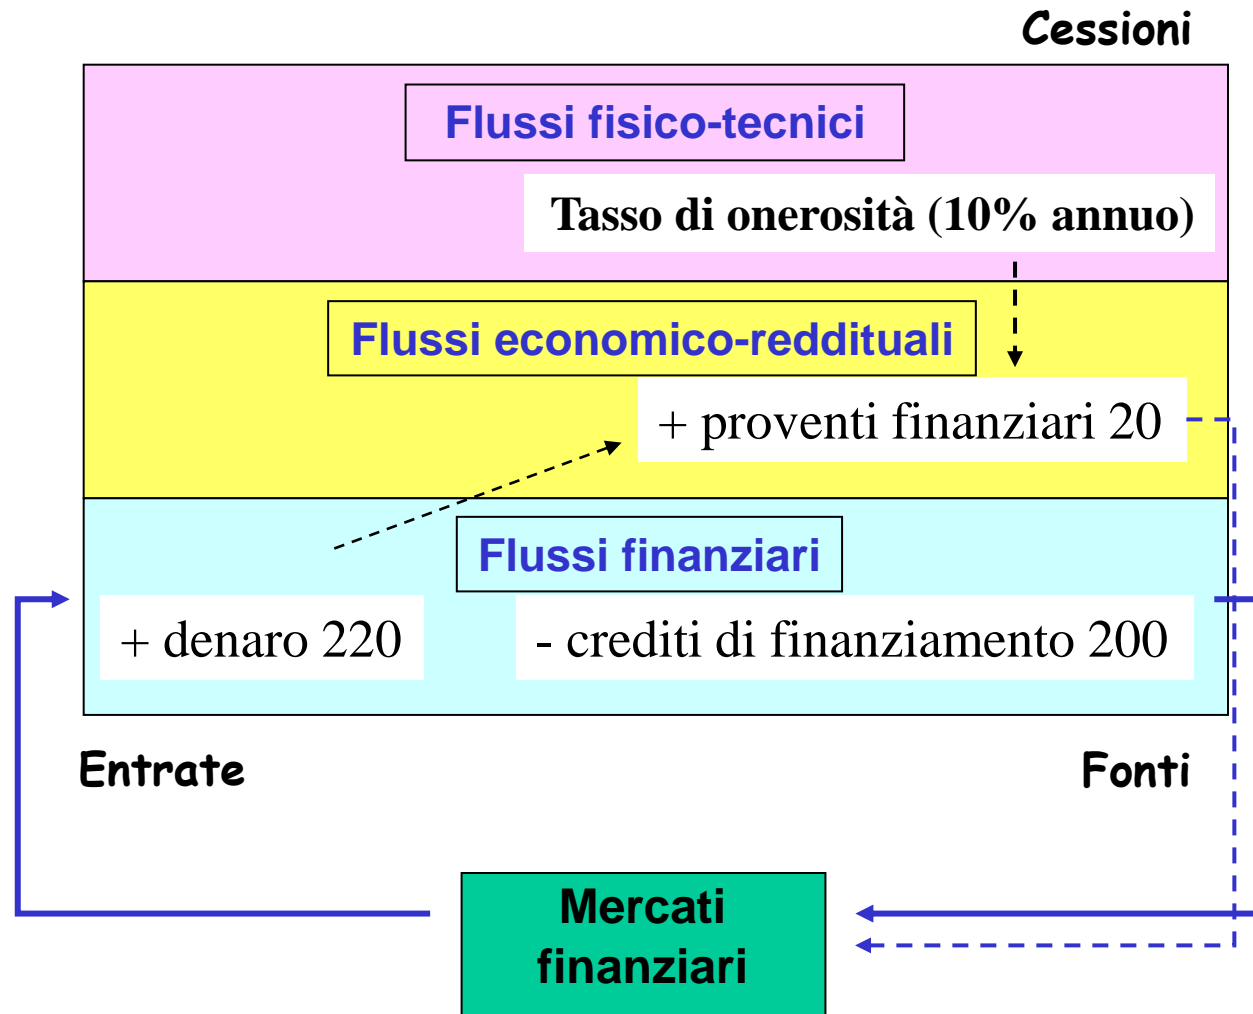 Cessioni
Flussi fisico-tecnici
Tasso di onerosità (10% annuo)
Flussi economico-reddituali
+ proventi finanziari 20
Flussi finanziari
+ denaro 220
- crediti di finanziamento 200
Entrate
Fonti
Mercati
finanziari